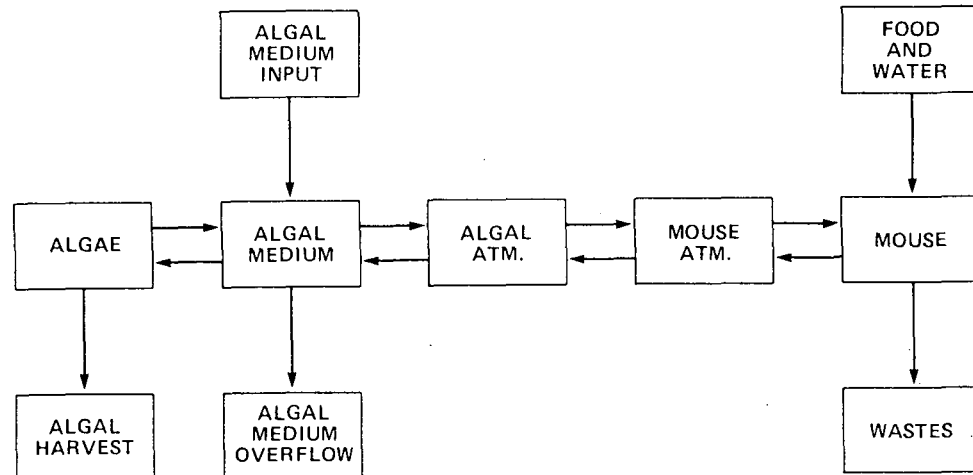 ALGAL
MEDIUM
INPUT
FOOD
AND
WATER
ALGAE
ALGAL
MEDIUM
ALGAL
ATM.
MOUSE
ATM.
MOUSE
ALGAL
HARVEST
ALGAL
MEDIUM
OVERFLOW
WASTES